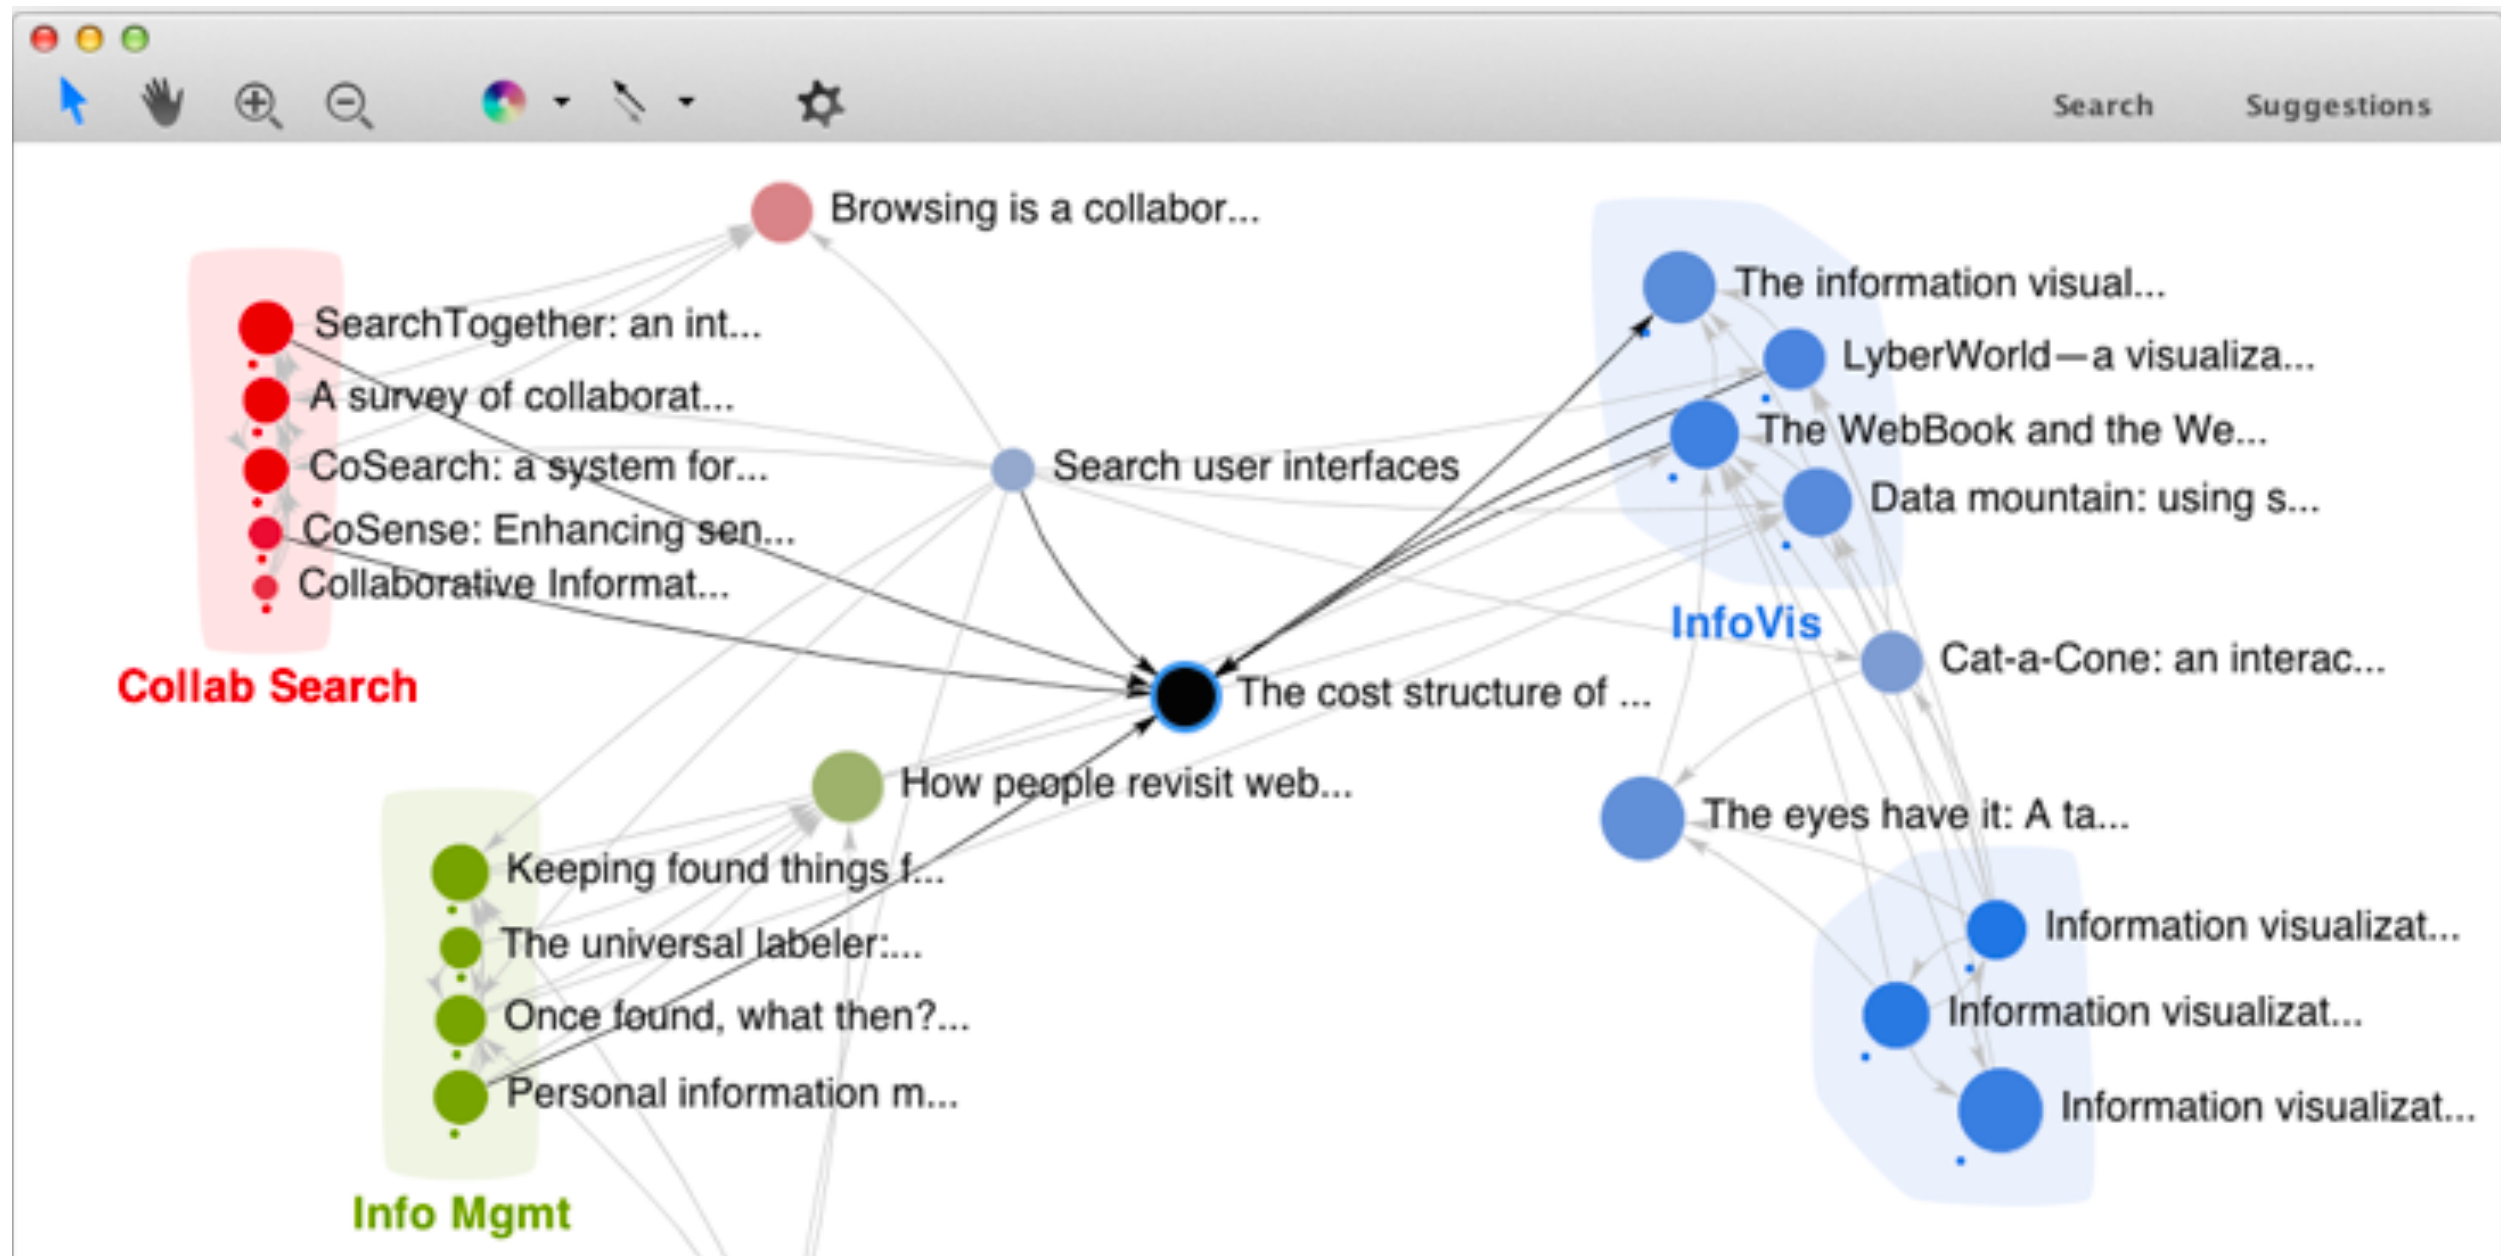 Search Suggestions
Browsing is a collabor...
The information visual...
SearchTogether: an int...
LyberWorld—a visualiza...
A survey of collaborat...
The WebBook and the We...
CoSearch: a system for...
Search user interfaces
Data mountain: using s...
CoSense: Enhancing sen...
Collaborative Informat...
InfoVis
Cat-a-Cone: an interac...
Collab Search
The cost structure of ...
How people revisit web...
The eyes have it: A ta...
Keeping found things f...
Information visualizat...
The universal labeler:...
Once found, what then?...
Information visualizat...
Personal information m...
Information visualizat...
Info Mgmt